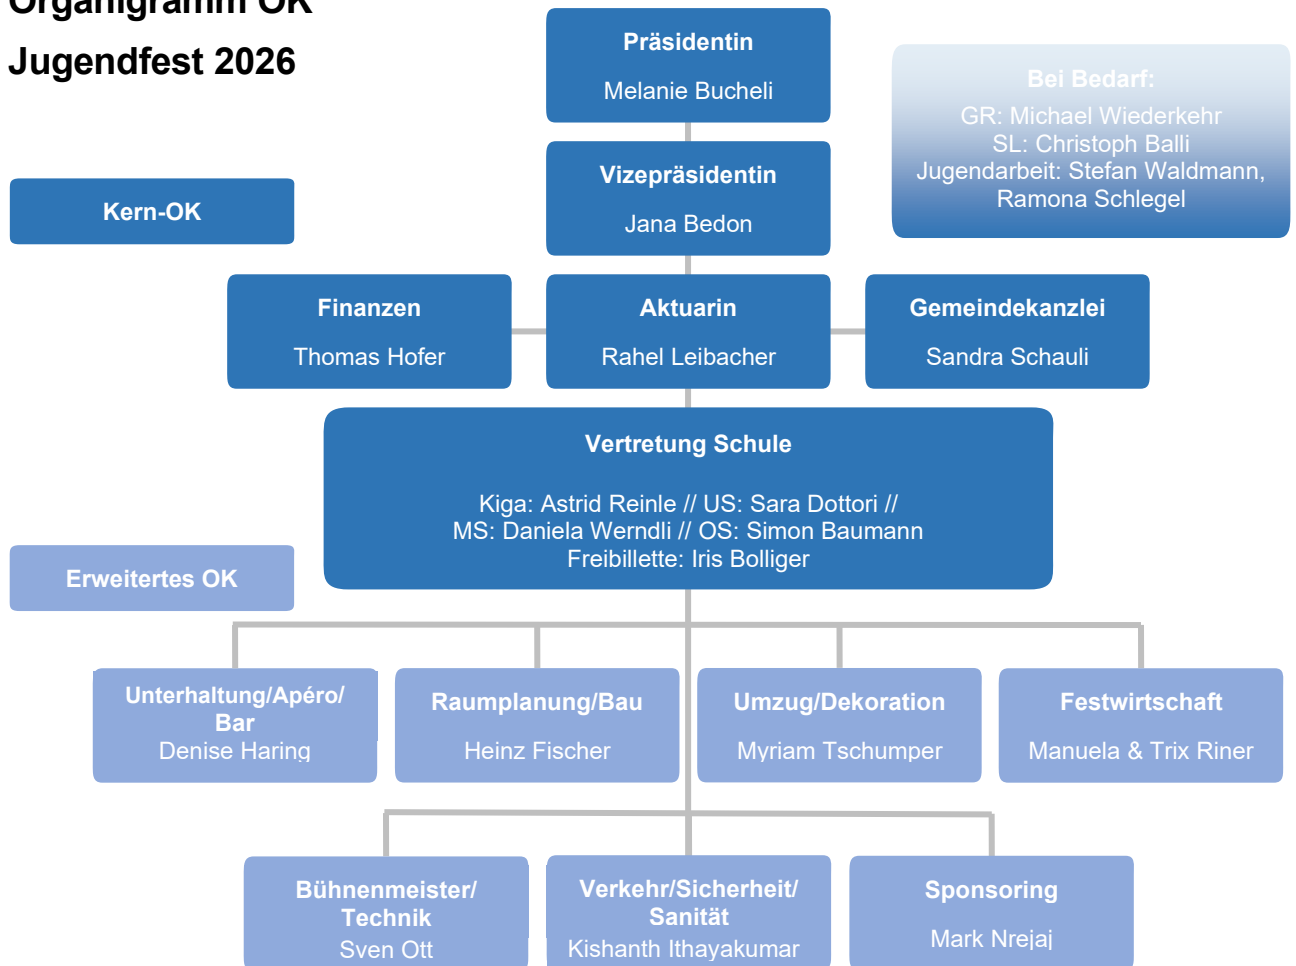 Organigramm OK
Jugendfest 2026
Präsidentin
Melanie Bucheli
Bei Bedarf:
GR: Michael Wiederkehr
SL: Christoph Balli
Jugendarbeit: Stefan Waldmann,
Ramona Schlegel
Vizepräsidentin
Jana Bedon
Kern-OK
Finanzen
Thomas Hofer
Aktuarin
Rahel Leibacher
Gemeindekanzlei
Sandra Schauli
Vertretung Schule
Kiga: Astrid Reinle // US: Sara Dottori //
MS: Daniela Werndli // OS: Simon Baumann
Freibillette: Iris Bolliger
Erweitertes OK
Unterhaltung/Apéro/
Bar
Denise Haring
Raumplanung/Bau
Heinz Fischer
Umzug/Dekoration
Myriam Tschumper
Festwirtschaft
Manuela & Trix Riner
Bühnenmeister/
Technik
Sven Ott
Verkehr/Sicherheit/
Sanität
Kishanth Ithayakumar
Sponsoring
Mark Nrejaj